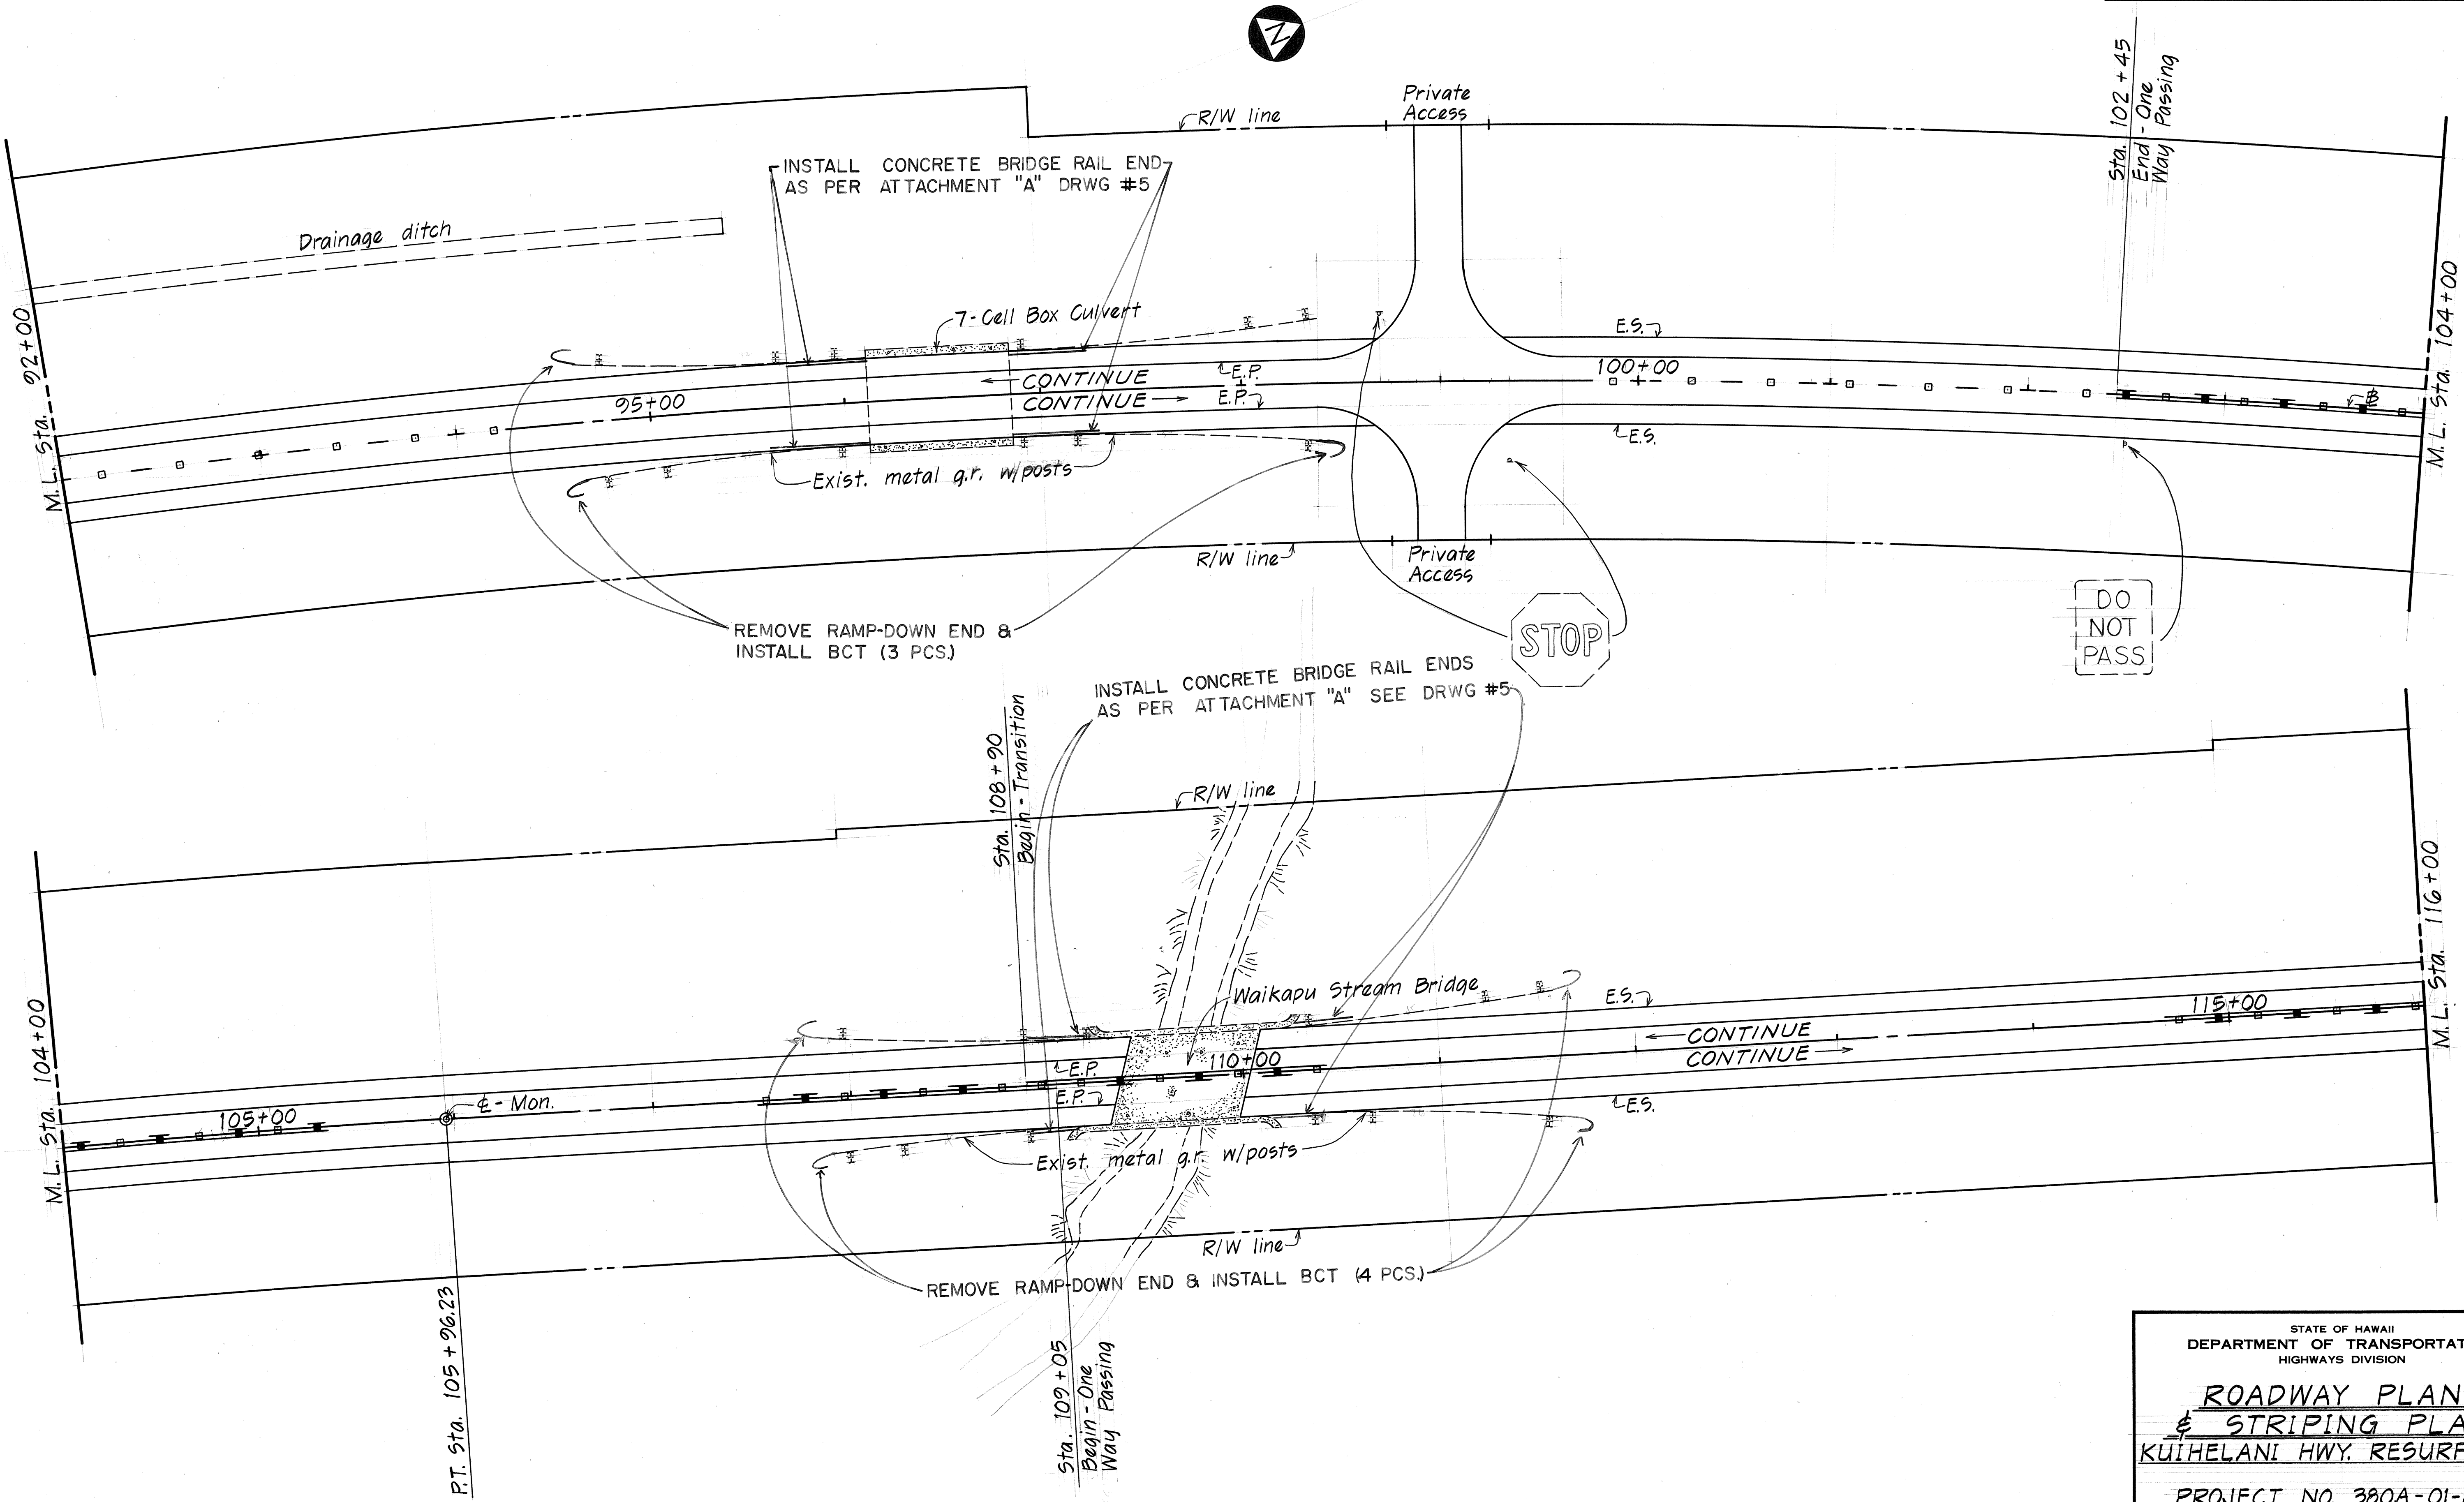 Z
Private
Access
R/W line
Sta. 102 + 45
End - One
Way Passing
INSTALL CONCRETE BRIDGE RAIL END
AS PER ATTACHMENT "A" DRWG #5
Drainage ditch
7-Cell Box Culvert
E.S.
M.L. Sta. 92+00
M.L. Sta. 104+00
CONTINUE
E.P.
100+00
95+00
CONTINUE
E.P.
℄
E.S.
Exist. metal g.r. w/posts
R/W line
Private
Access
REMOVE RAMP-DOWN END &
INSTALL BCT (3 PCS.)
STOP
DO
NOT
PASS
INSTALL CONCRETE BRIDGE RAIL ENDS
AS PER ATTACHMENT "A" SEE DRWG #5
Sta. 108+90
Begin - Transition
R/W line
Waikapu Stream Bridge
E.S.
M.L. Sta. 104+00
M.L. Sta. 116+00
115+00
CONTINUE
CONTINUE
E.P.
110+00
E.P.
℄ - Mon.
105+00
E.S.
Exist. metal g.r. w/posts
R/W line
REMOVE RAMP-DOWN END & INSTALL BCT (4 PCS.)
P.T. Sta. 105+96.23
Sta. 109+05
Begin - One
Way Passing
STATE OF HAWAII
DEPARTMENT OF TRANSPORTAT
HIGHWAYS DIVISION
ROADWAY PLAN
& STRIPING PLA
KUIHELANI HWY. RESURF
PROJECT NO. 380A-01-